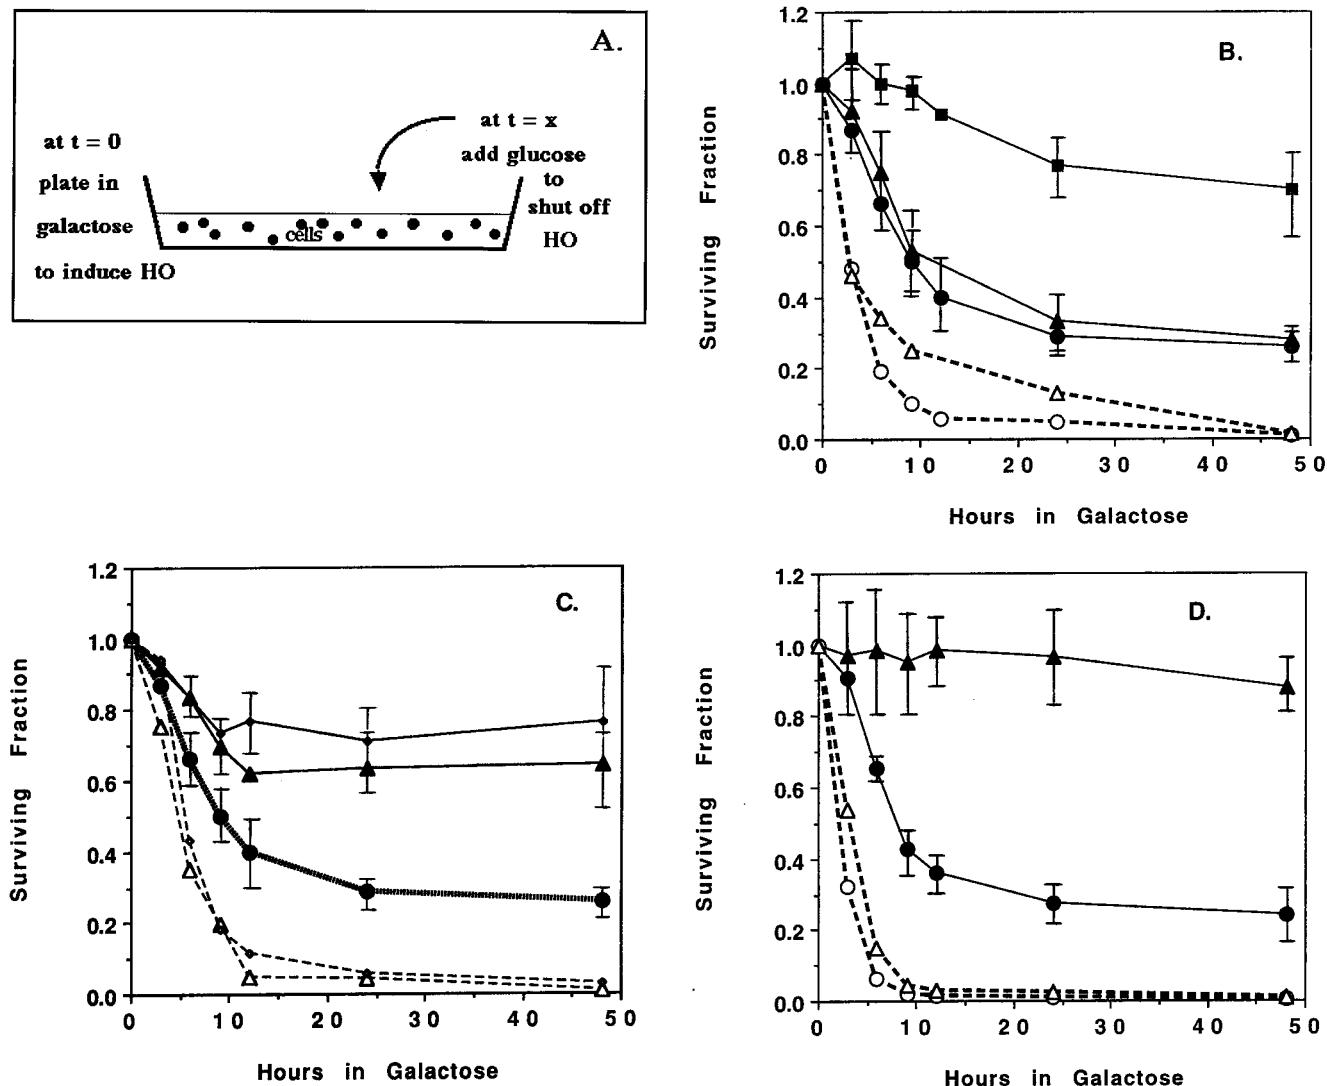 A.
at t = 0
plate in
galactose
to induce HO
at t = x
add glucose
to
shut off
HO
cells
B.
1.2
1.0
0.8
0.6
0.4
0.2
0.0
Surviving Fraction
0 10 20 30 40 50
Hours in Galactose
C.
1.2
1.0
0.8
0.6
0.4
0.2
0.0
Surviving Fraction
0 10 20 30 40 50
Hours in Galactose
D.
1.2
1.0
0.8
0.6
0.4
0.2
0.0
Surviving Fraction
0 10 20 30 40 50
Hours in Galactose